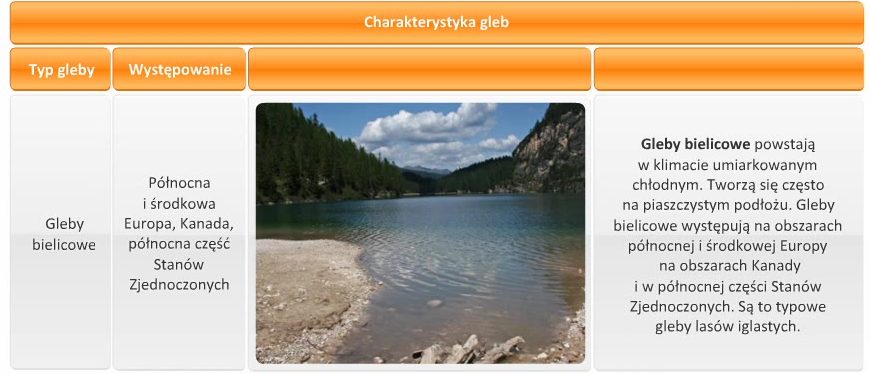 Charakterystyka gleb
Typ gleby
Występowanie
Gleby
bielicowe
Północna
i środkowa
Europa, Kanada,
północna część
Stanów
Zjednoczonych
Gleby bielicowe powstają
w klimacie umiarkowanym
chłodnym. Tworzą się często
na piaszczystym podłożu. Gleby
bielicowe występują na obszarach
północnej i środkowej Europy
na obszarach Kanady
i w północnej części Stanów
Zjednoczonych. Są to typowe
gleby lasów iglastych.